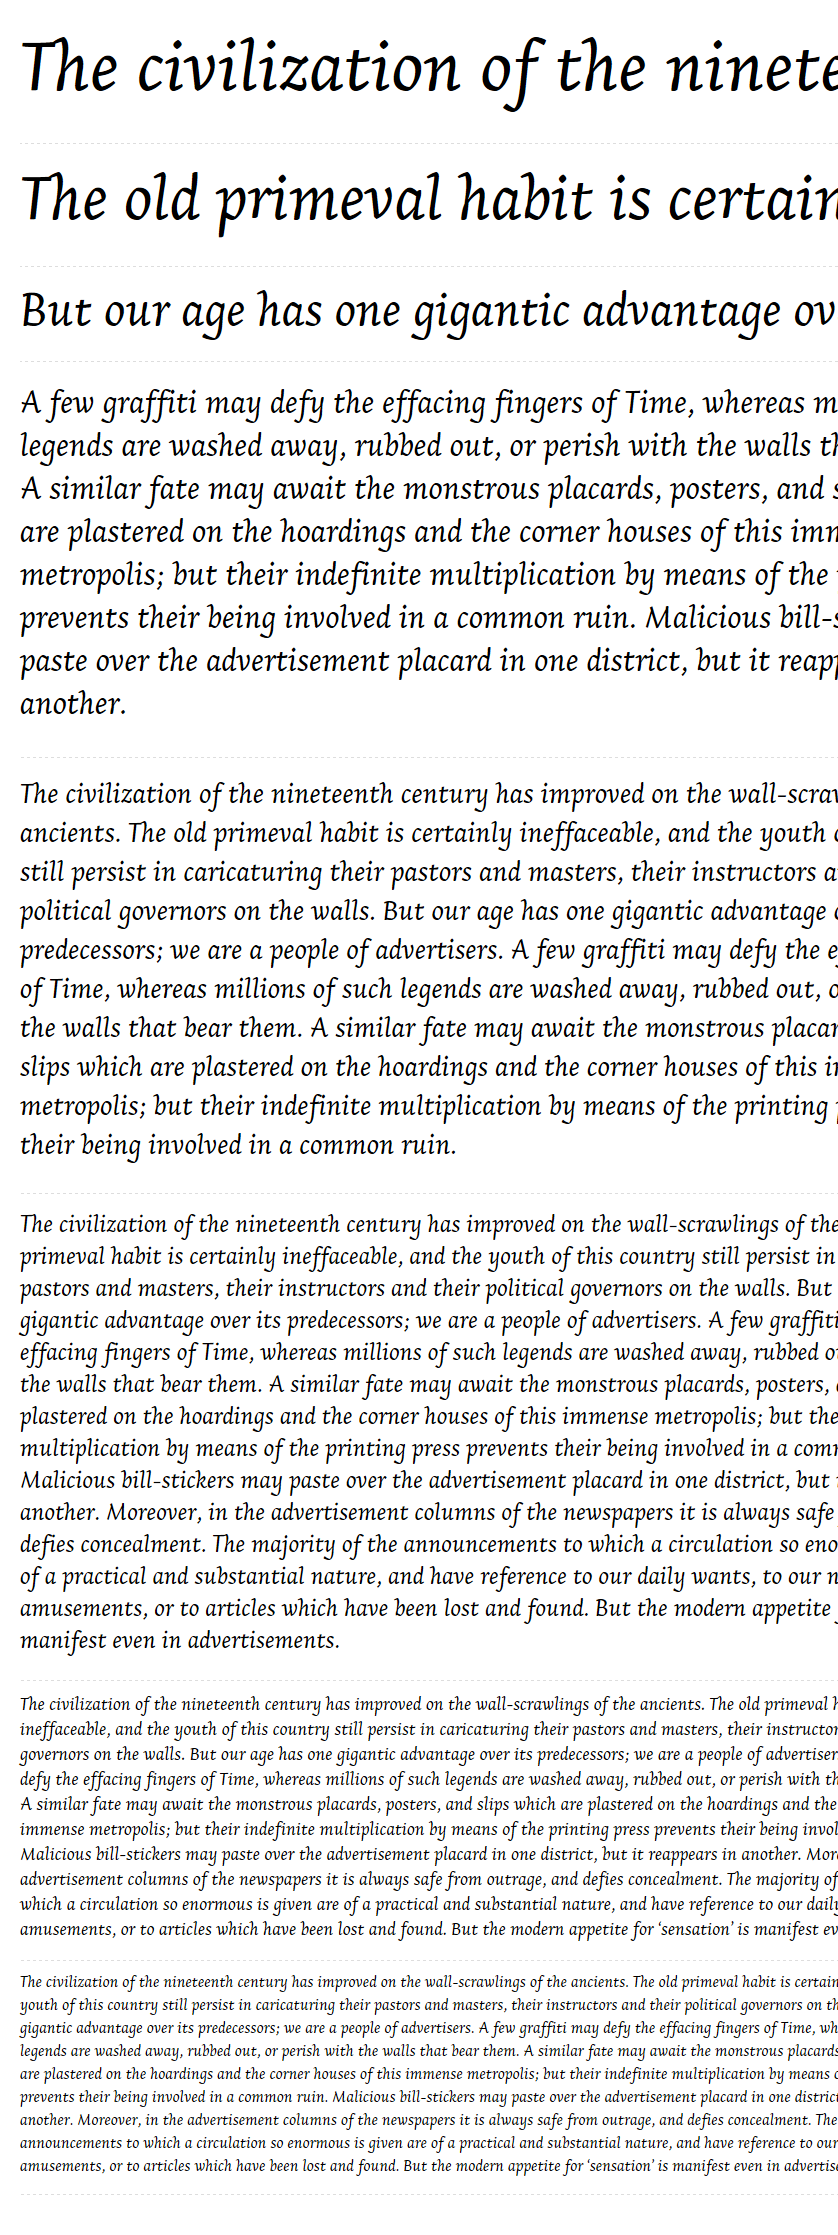 The civilization of the ninete
The old primeval habit is certain
But our age has one gigantic advantage ov
A few graffiti may defy the effacing fingers of Time, whereas m
legends are washed away, rubbed out, or perish with the walls th
A similar fate may await the monstrous placards, posters, and s
are plastered on the hoardings and the corner houses of this imm
metropolis; but their indefinite multiplication by means of the
prevents their being involved in a common ruin. Malicious bill-s
paste over the advertisement placard in one district, but it reapp
another.
The civilization of the nineteenth century has improved on the wall-scraw
ancients. The old primeval habit is certainly ineffaceable, and the youth o
still persist in caricaturing their pastors and masters, their instructors a
political governors on the walls. But our age has one gigantic advantage o
predecessors; we are a people of advertisers. A few graffiti may defy the e
of Time, whereas millions of such legends are washed away, rubbed out, o
the walls that bear them. A similar fate may await the monstrous placar
slips which are plastered on the hoardings and the corner houses of this i
metropolis; but their indefinite multiplication by means of the printing p
their being involved in a common ruin.
The civilization of the nineteenth century has improved on the wall-scrawlings of the
primeval habit is certainly ineffaceable, and the youth of this country still persist in
pastors and masters, their instructors and their political governors on the walls. But
gigantic advantage over its predecessors; we are a people of advertisers. A few graffiti
effacing fingers of Time, whereas millions of such legends are washed away, rubbed o
the walls that bear them. A similar fate may await the monstrous placards, posters,
plastered on the hoardings and the corner houses of this immense metropolis; but the
multiplication by means of the printing press prevents their being involved in a comm
Malicious bill-stickers may paste over the advertisement placard in one district, but i
another. Moreover, in the advertisement columns of the newspapers it is always safe
defies concealment. The majority of the announcements to which a circulation so eno
of a practical and substantial nature, and have reference to our daily wants, to our n
amusements, or to articles which have been lost and found. But the modern appetite
manifest even in advertisements.
The civilization of the nineteenth century has improved on the wall-scrawlings of the ancients. The old primeval h
ineffaceable, and the youth of this country still persist in caricaturing their pastors and masters, their instructor
governors on the walls. But our age has one gigantic advantage over its predecessors; we are a people of advertiser
defy the effacing fingers of Time, whereas millions of such legends are washed away, rubbed out, or perish with th
A similar fate may await the monstrous placards, posters, and slips which are plastered on the hoardings and the
immense metropolis; but their indefinite multiplication by means of the printing press prevents their being invol
Malicious bill-stickers may paste over the advertisement placard in one district, but it reappears in another. Mor
advertisement columns of the newspapers it is always safe from outrage, and defies concealment. The majority of
which a circulation so enormous is given are of a practical and substantial nature, and have reference to our daily
amusements, or to articles which have been lost and found. But the modern appetite for ‘sensation’ is manifest ev
The civilization of the nineteenth century has improved on the wall-scrawlings of the ancients. The old primeval habit is certain
youth of this country still persist in caricaturing their pastors and masters, their instructors and their political governors on th
gigantic advantage over its predecessors; we are a people of advertisers. A few graffiti may defy the effacing fingers of Time, wh
legends are washed away, rubbed out, or perish with the walls that bear them. A similar fate may await the monstrous placards
are plastered on the hoardings and the corner houses of this immense metropolis; but their indefinite multiplication by means o
prevents their being involved in a common ruin. Malicious bill-stickers may paste over the advertisement placard in one district
another. Moreover, in the advertisement columns of the newspapers it is always safe from outrage, and defies concealment. The
announcements to which a circulation so enormous is given are of a practical and substantial nature, and have reference to our
amusements, or to articles which have been lost and found. But the modern appetite for ‘sensation’ is manifest even in advertis